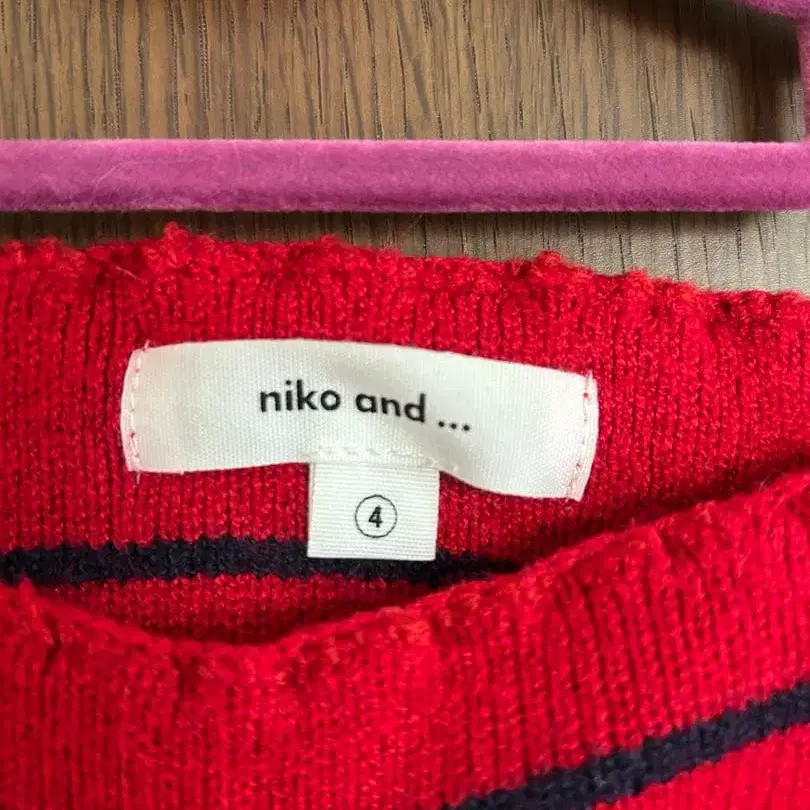 niko and ...
④